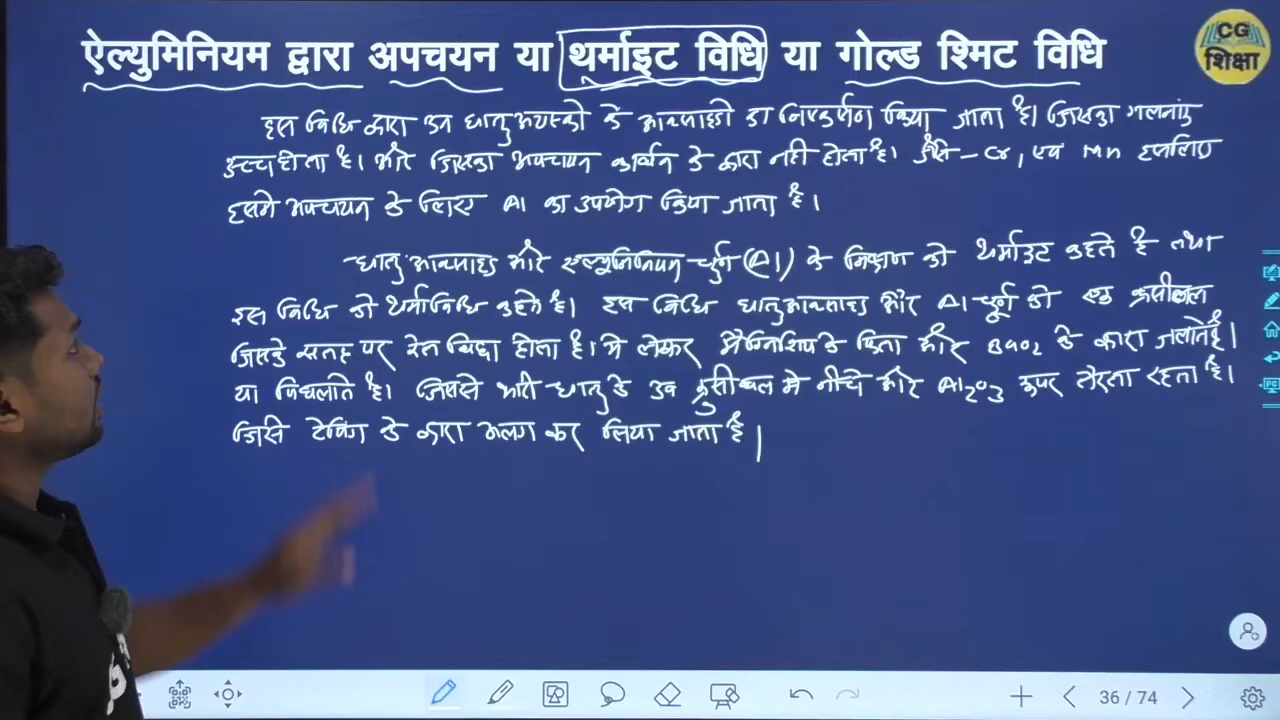 ऐल्युमिनियम द्वारा अपचयन या थर्माइट विधि या गोल्ड श्मिट विधि
CG
शिक्षा
इस विधि द्वारा उन धातु अयस्को के आक्साइडो का निष्कर्षण किया जाता है। जिसका गलनांक
उच्च होता है। और जिसका अपचयन कार्बन के द्वारा नही होता है। जैसे - Cr, एवं Mn इसलिए
इसमे अपचयन के लिए Al का उपयोग किया जाता है।
धातु आक्साइड और एल्युमिनियम चुर्ण (Al) के मिश्रण को थर्माइट कहते है तथा
इस विधि को थर्माविधि कहते है। इस विधि धातुआक्साइड और Al चूर्ण को एक क्रुसीबल
जिसके सतह पर रेत बिछा होता है। मे लेकर मैग्निशियम के फिता और BaO2 के द्वारा जलाते है।
या पिघलाते है। जिससे भारी धातु के उक क्रुसीबल मे नीचे और Al2O3 ऊपर तैरता रहता है।
जिसे टेपिंग के द्वारा अलग कर लिया जाता है।
36 / 74